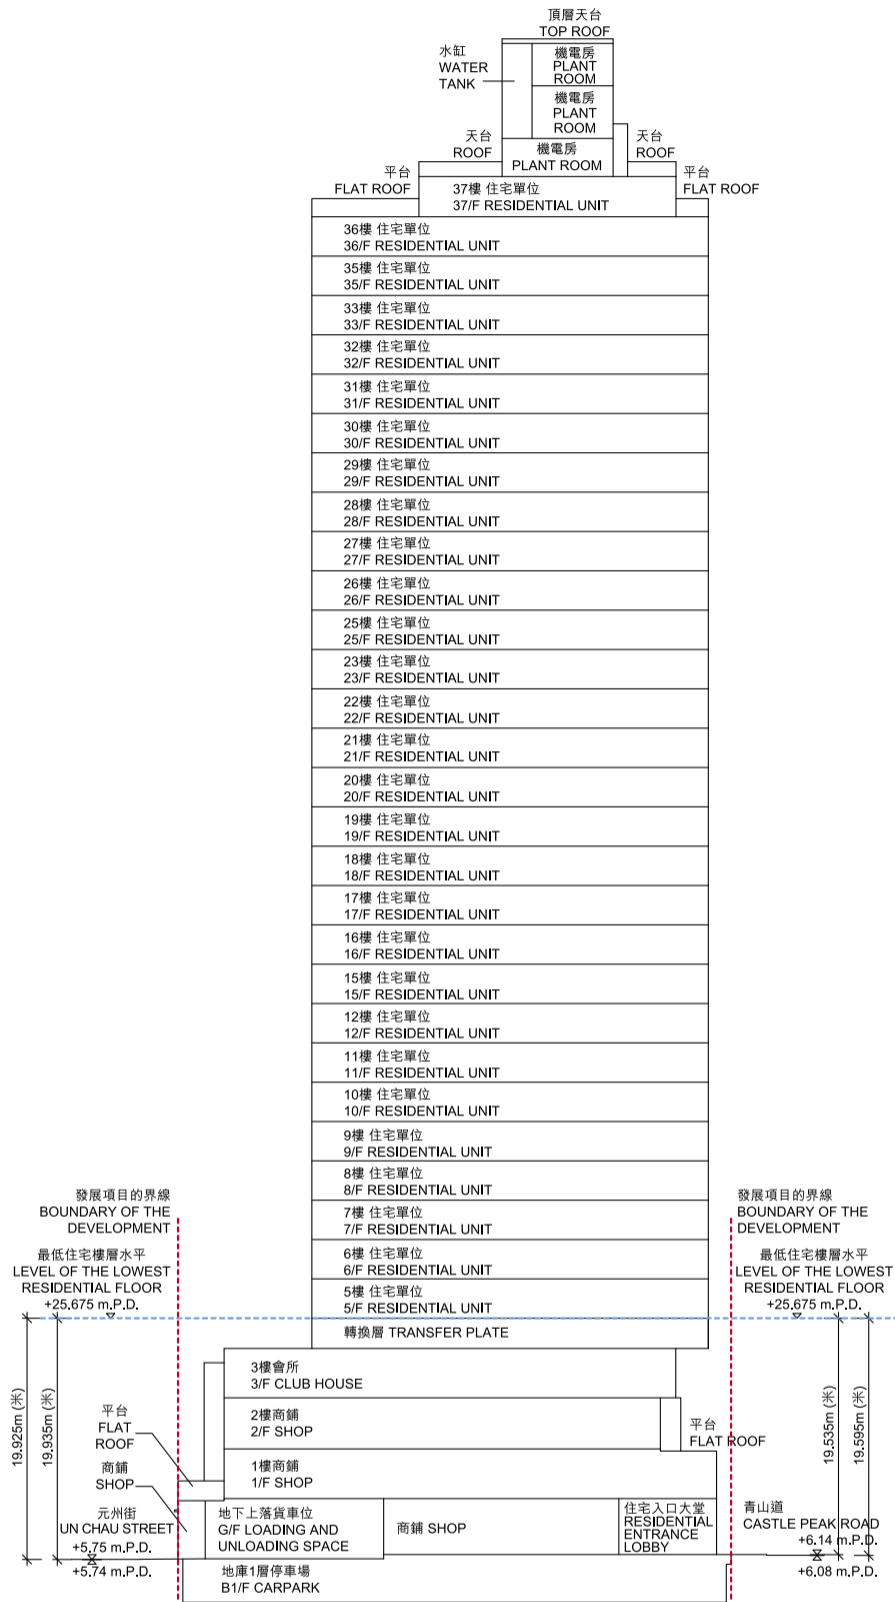 頂層天台
TOP ROOF
水缸
WATER
TANK
機電房
PLANT
ROOM
機電房
PLANT
ROOM
天台
ROOF
機電房
PLANT ROOM
天台
ROOF
平台
FLAT ROOF
37樓 住宅單位
37/F RESIDENTIAL UNIT
平台
FLAT ROOF
36樓 住宅單位
36/F RESIDENTIAL UNIT
35樓 住宅單位
35/F RESIDENTIAL UNIT
33樓 住宅單位
33/F RESIDENTIAL UNIT
32樓 住宅單位
32/F RESIDENTIAL UNIT
31樓 住宅單位
31/F RESIDENTIAL UNIT
30樓 住宅單位
30/F RESIDENTIAL UNIT
29樓 住宅單位
29/F RESIDENTIAL UNIT
28樓 住宅單位
28/F RESIDENTIAL UNIT
27樓 住宅單位
27/F RESIDENTIAL UNIT
26樓 住宅單位
26/F RESIDENTIAL UNIT
25樓 住宅單位
25/F RESIDENTIAL UNIT
23樓 住宅單位
23/F RESIDENTIAL UNIT
22樓 住宅單位
22/F RESIDENTIAL UNIT
21樓 住宅單位
21/F RESIDENTIAL UNIT
20樓 住宅單位
20/F RESIDENTIAL UNIT
19樓 住宅單位
19/F RESIDENTIAL UNIT
18樓 住宅單位
18/F RESIDENTIAL UNIT
17樓 住宅單位
17/F RESIDENTIAL UNIT
16樓 住宅單位
16/F RESIDENTIAL UNIT
15樓 住宅單位
15/F RESIDENTIAL UNIT
12樓 住宅單位
12/F RESIDENTIAL UNIT
11樓 住宅單位
11/F RESIDENTIAL UNIT
10樓 住宅單位
10/F RESIDENTIAL UNIT
9樓 住宅單位
9/F RESIDENTIAL UNIT
8樓 住宅單位
8/F RESIDENTIAL UNIT
7樓 住宅單位
7/F RESIDENTIAL UNIT
6樓 住宅單位
6/F RESIDENTIAL UNIT
5樓 住宅單位
5/F RESIDENTIAL UNIT
轉換層 TRANSFER PLATE
發展項目的界線
BOUNDARY OF THE
DEVELOPMENT
最低住宅樓層水平
LEVEL OF THE LOWEST
RESIDENTIAL FLOOR
+25.675 m.P.D.
發展項目的界線
BOUNDARY OF THE
DEVELOPMENT
最低住宅樓層水平
LEVEL OF THE LOWEST
RESIDENTIAL FLOOR
+25.675 m.P.D.
19.925m (米)
19.935m (米)
19.535m (米)
19.595m (米)
3樓會所
3/F CLUB HOUSE
2樓商鋪
2/F SHOP
平台
FLAT ROOF
平台
FLAT
ROOF
1樓商鋪
1/F SHOP
商鋪
SHOP
元州街
UN CHAU STREET
+5.75 m.P.D.
+5.74 m.P.D.
地下上落貨車位
G/F LOADING AND
UNLOADING SPACE
商鋪 SHOP
住宅入口大堂
RESIDENTIAL
ENTRANCE
LOBBY
青山道
CASTLE PEAK ROAD
+6.14 m.P.D.
+6.08 m.P.D.
地庫1層停車場
B1/F CARPARK